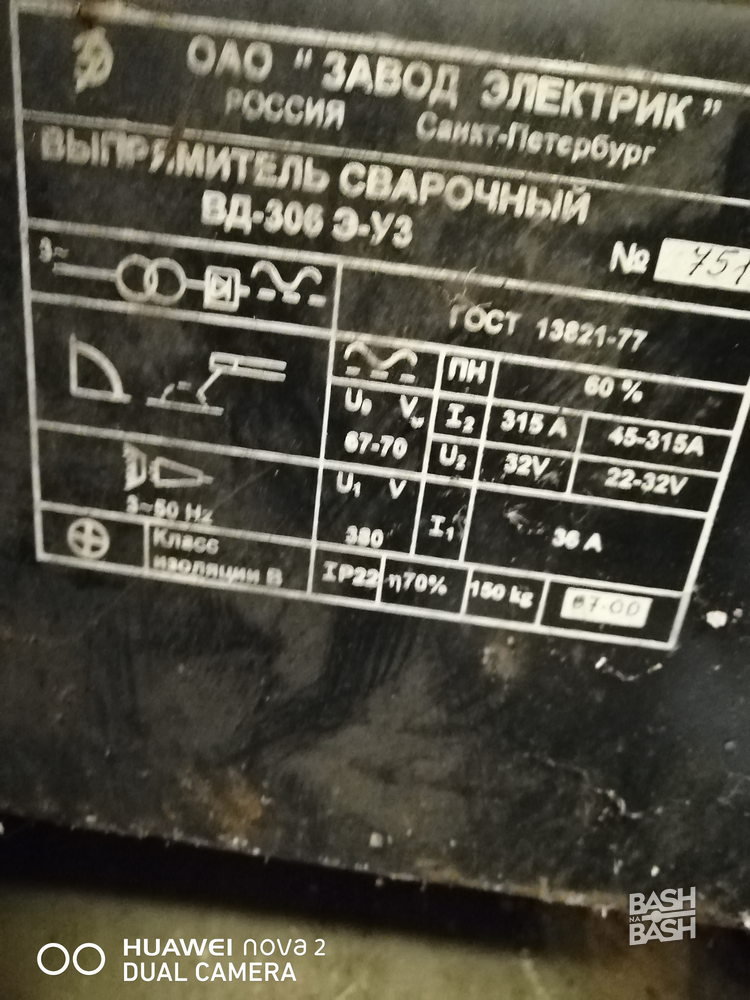 ОАО " ЗАВОД ЭЛЕКТРИК "
РОССИЯ Санкт-Петербург
ВЫПРЯМИТЕЛЬ СВАРОЧНЫЙ
ВД-306 Э-У3
№ 751
3~
ГОСТ 13821-77
ПН 60 %
U₀ V
67-70
I₂ 315 A 45-315A
U₂ 32V 22-32V
3~50 Hz
U₁ V
380
I₁ 36 A
Класс
изоляции В
IP22 η70% 150 kg 07-00
BASH
НА
BASH
HUAWEI nova 2
DUAL CAMERA